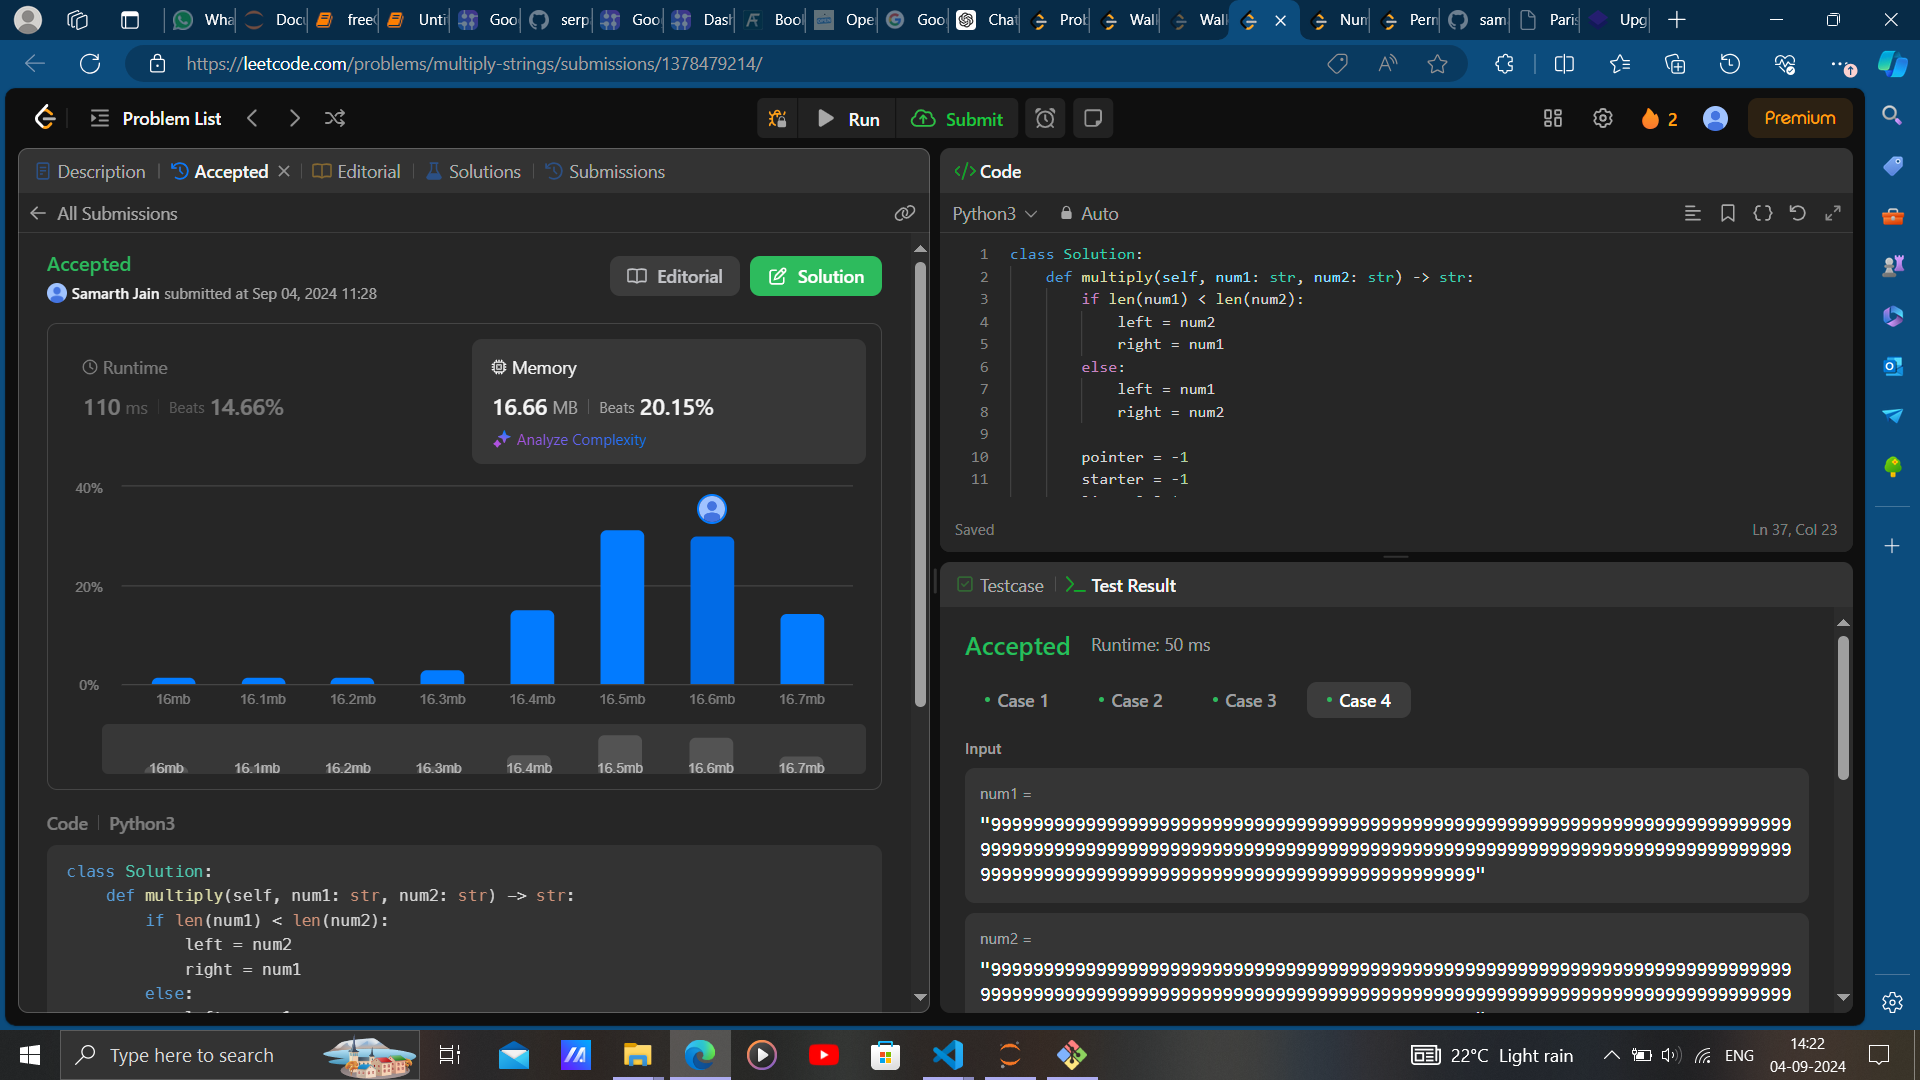 Wha
Docu
free
Unti
Goo
serp
Goo
Dash
Bool
Ope
Goo
Chat
Prob
Wall
Wall
Num
Perm
sam
Paris
Upg
https://leetcode.com/problems/multiply-strings/submissions/1378479214/
Problem List
Run
Submit
2
Premium
Description
Accepted
Editorial
Solutions
Submissions
All Submissions
Accepted
Samarth Jain submitted at Sep 04, 2024 11:28
Editorial
Solution
Runtime
110 ms
Beats 14.66%
Memory
16.66 MB
Beats 20.15%
Analyze Complexity
40%
20%
0%
16mb 16.1mb 16.2mb 16.3mb 16.4mb 16.5mb 16.6mb 16.7mb
16mb 16.1mb 16.2mb 16.3mb 16.4mb 16.5mb 16.6mb 16.7mb
Code
Python3
class Solution:
def multiply(self, num1: str, num2: str) -> str:
if len(num1) < len(num2):
left = num2
right = num1
else:
</> Code
Python3
Auto
1 class Solution:
2 def multiply(self, num1: str, num2: str) -> str:
3 if len(num1) < len(num2):
4 left = num2
5 right = num1
6 else:
7 left = num1
8 right = num2
9
10 pointer = -1
11 starter = -1
Saved
Ln 37, Col 23
Testcase
Test Result
Accepted
Runtime: 50 ms
Case 1
Case 2
Case 3
Case 4
Input
num1 =
num2 =
Type here to search
22°C Light rain
ENG
14:22
04-09-2024